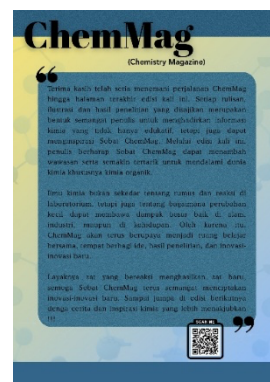 ChemMag
(Chemistry Magazine)
“
Terima kasih telah setia menemani perjalanan ChemMag
hingga halaman terakhir edisi kali ini. Setiap tulisan,
ilustrasi dan hasil penelitian yang disajikan merupakan
bentuk semangat penulis untuk menghadirkan informasi
kimia yang tidak hanya edukatif, tetapi juga dapat
menginspirasi Sobat ChemMag. Melalui edisi kali ini,
penulis berharap Sobat ChemMag dapat menambah
wawasan serta semakin tertarik untuk mendalami dunia
kimia khususnya kimia organik.
Ilmu kimia bukan sekedar tentang rumus dan reaksi di
laboratorium, tetapi juga tentang bagaimana perubahan
kecil dapat membawa dampak besar baik di alam,
industri, maupun di kehidupan. Oleh karena itu,
ChemMag akan terus berupaya menjadi ruang belajar
bersama, tempat berbagi ide, hasil penelitian, dan inovasi-
inovasi baru.
Layaknya zat yang bereaksi menghasilkan zat baru,
semoga Sobat ChemMag terus semangat menciptakan
inovasi-inovasi baru. Sampai jumpa di edisi berikutnya
denga cerita dan inspirasi kimia yang lebih menakjubkan
SCAN ME
”